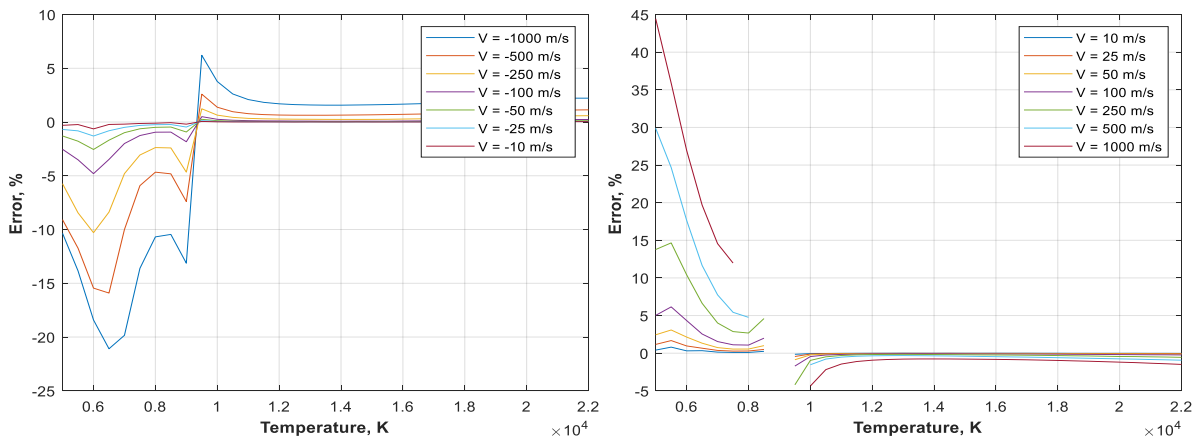 10
5
0
-5
-10
-15
-20
-25
Error, %
0.6 0.8 1 1.2 1.4 1.6 1.8 2 2.2
Temperature, K
×10⁴
V = -1000 m/s
V = -500 m/s
V = -250 m/s
V = -100 m/s
V = -50 m/s
V = -25 m/s
V = -10 m/s
45
40
35
30
25
20
15
10
5
0
-5
Error, %
0.6 0.8 1 1.2 1.4 1.6 1.8 2 2.2
Temperature, K
×10⁴
V = 10 m/s
V = 25 m/s
V = 50 m/s
V = 100 m/s
V = 250 m/s
V = 500 m/s
V = 1000 m/s